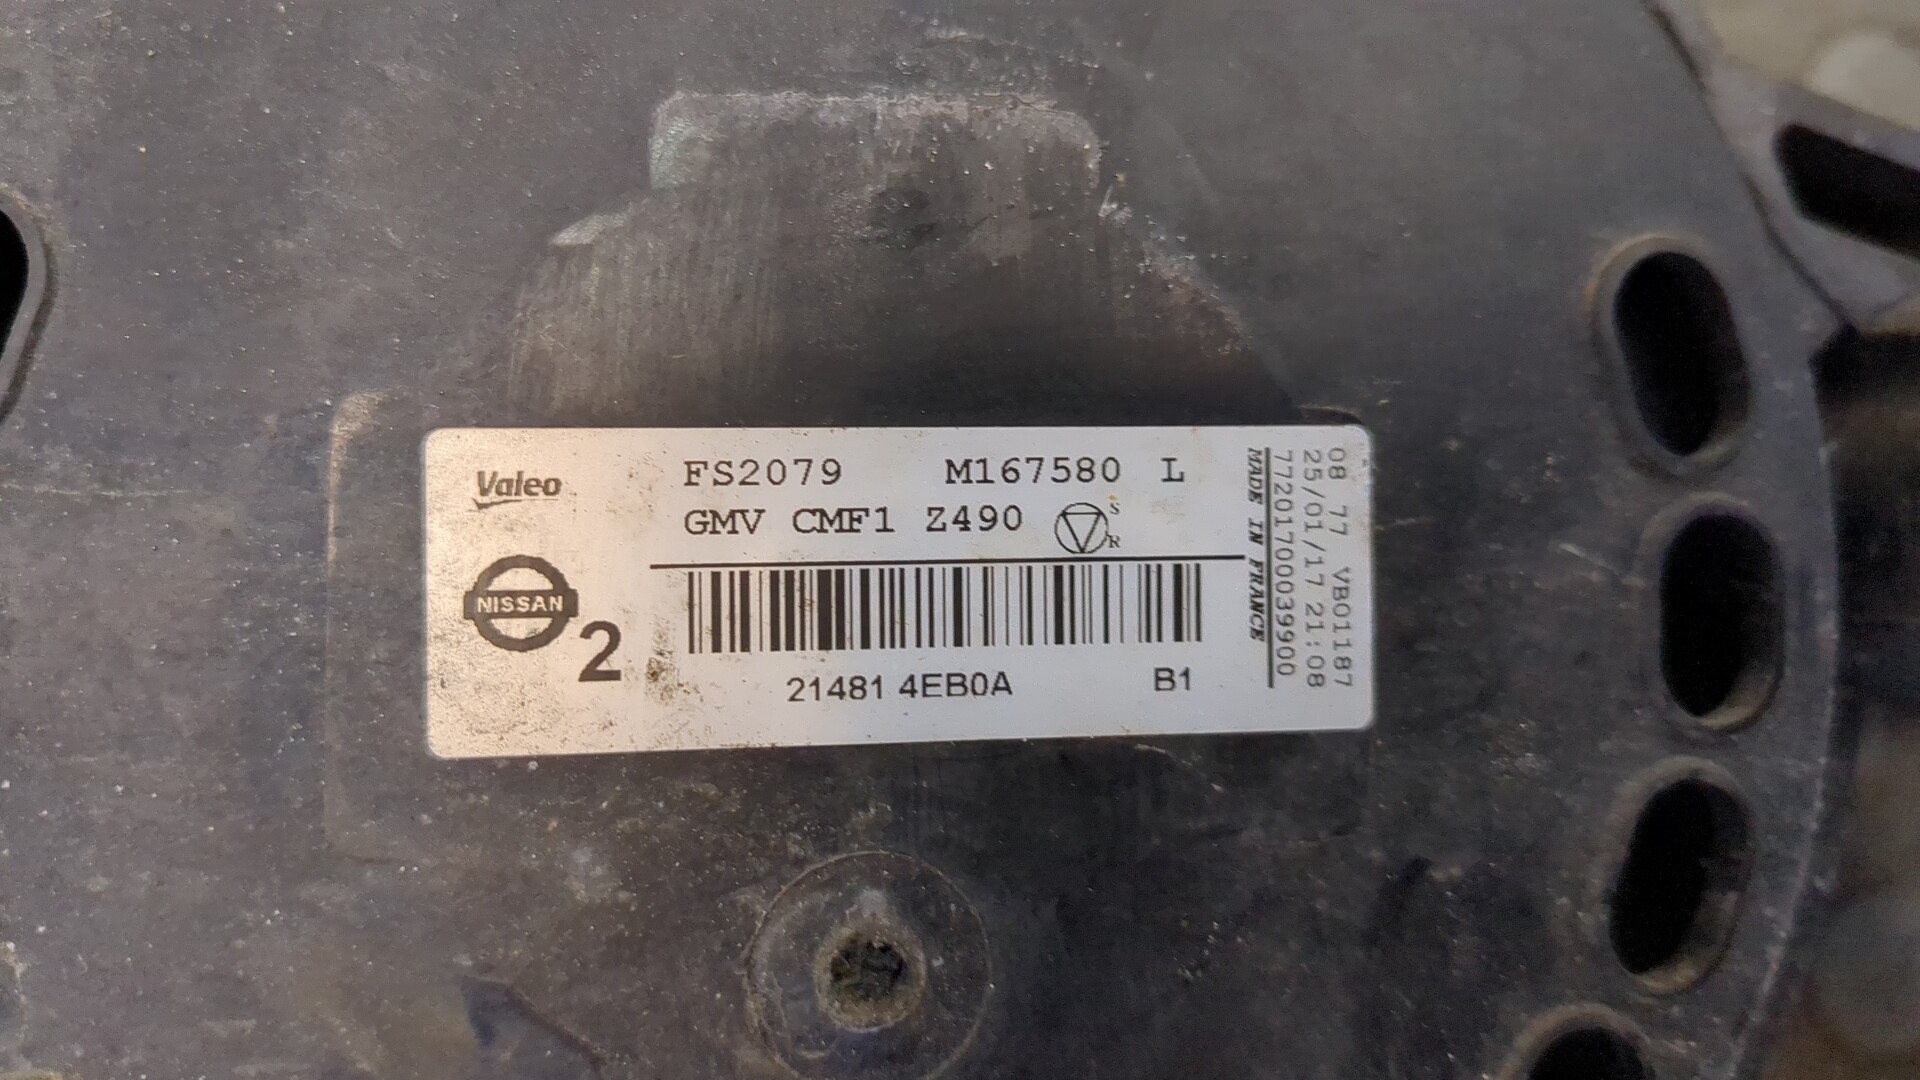 Valeo
FS2079 M167580 L
GMV CMF1 Z490
S
R
NISSAN
2
21481 4EB0A B1
MADE IN FRANCE
77201700039900
25/01/17 21:08
08 77 VB01187